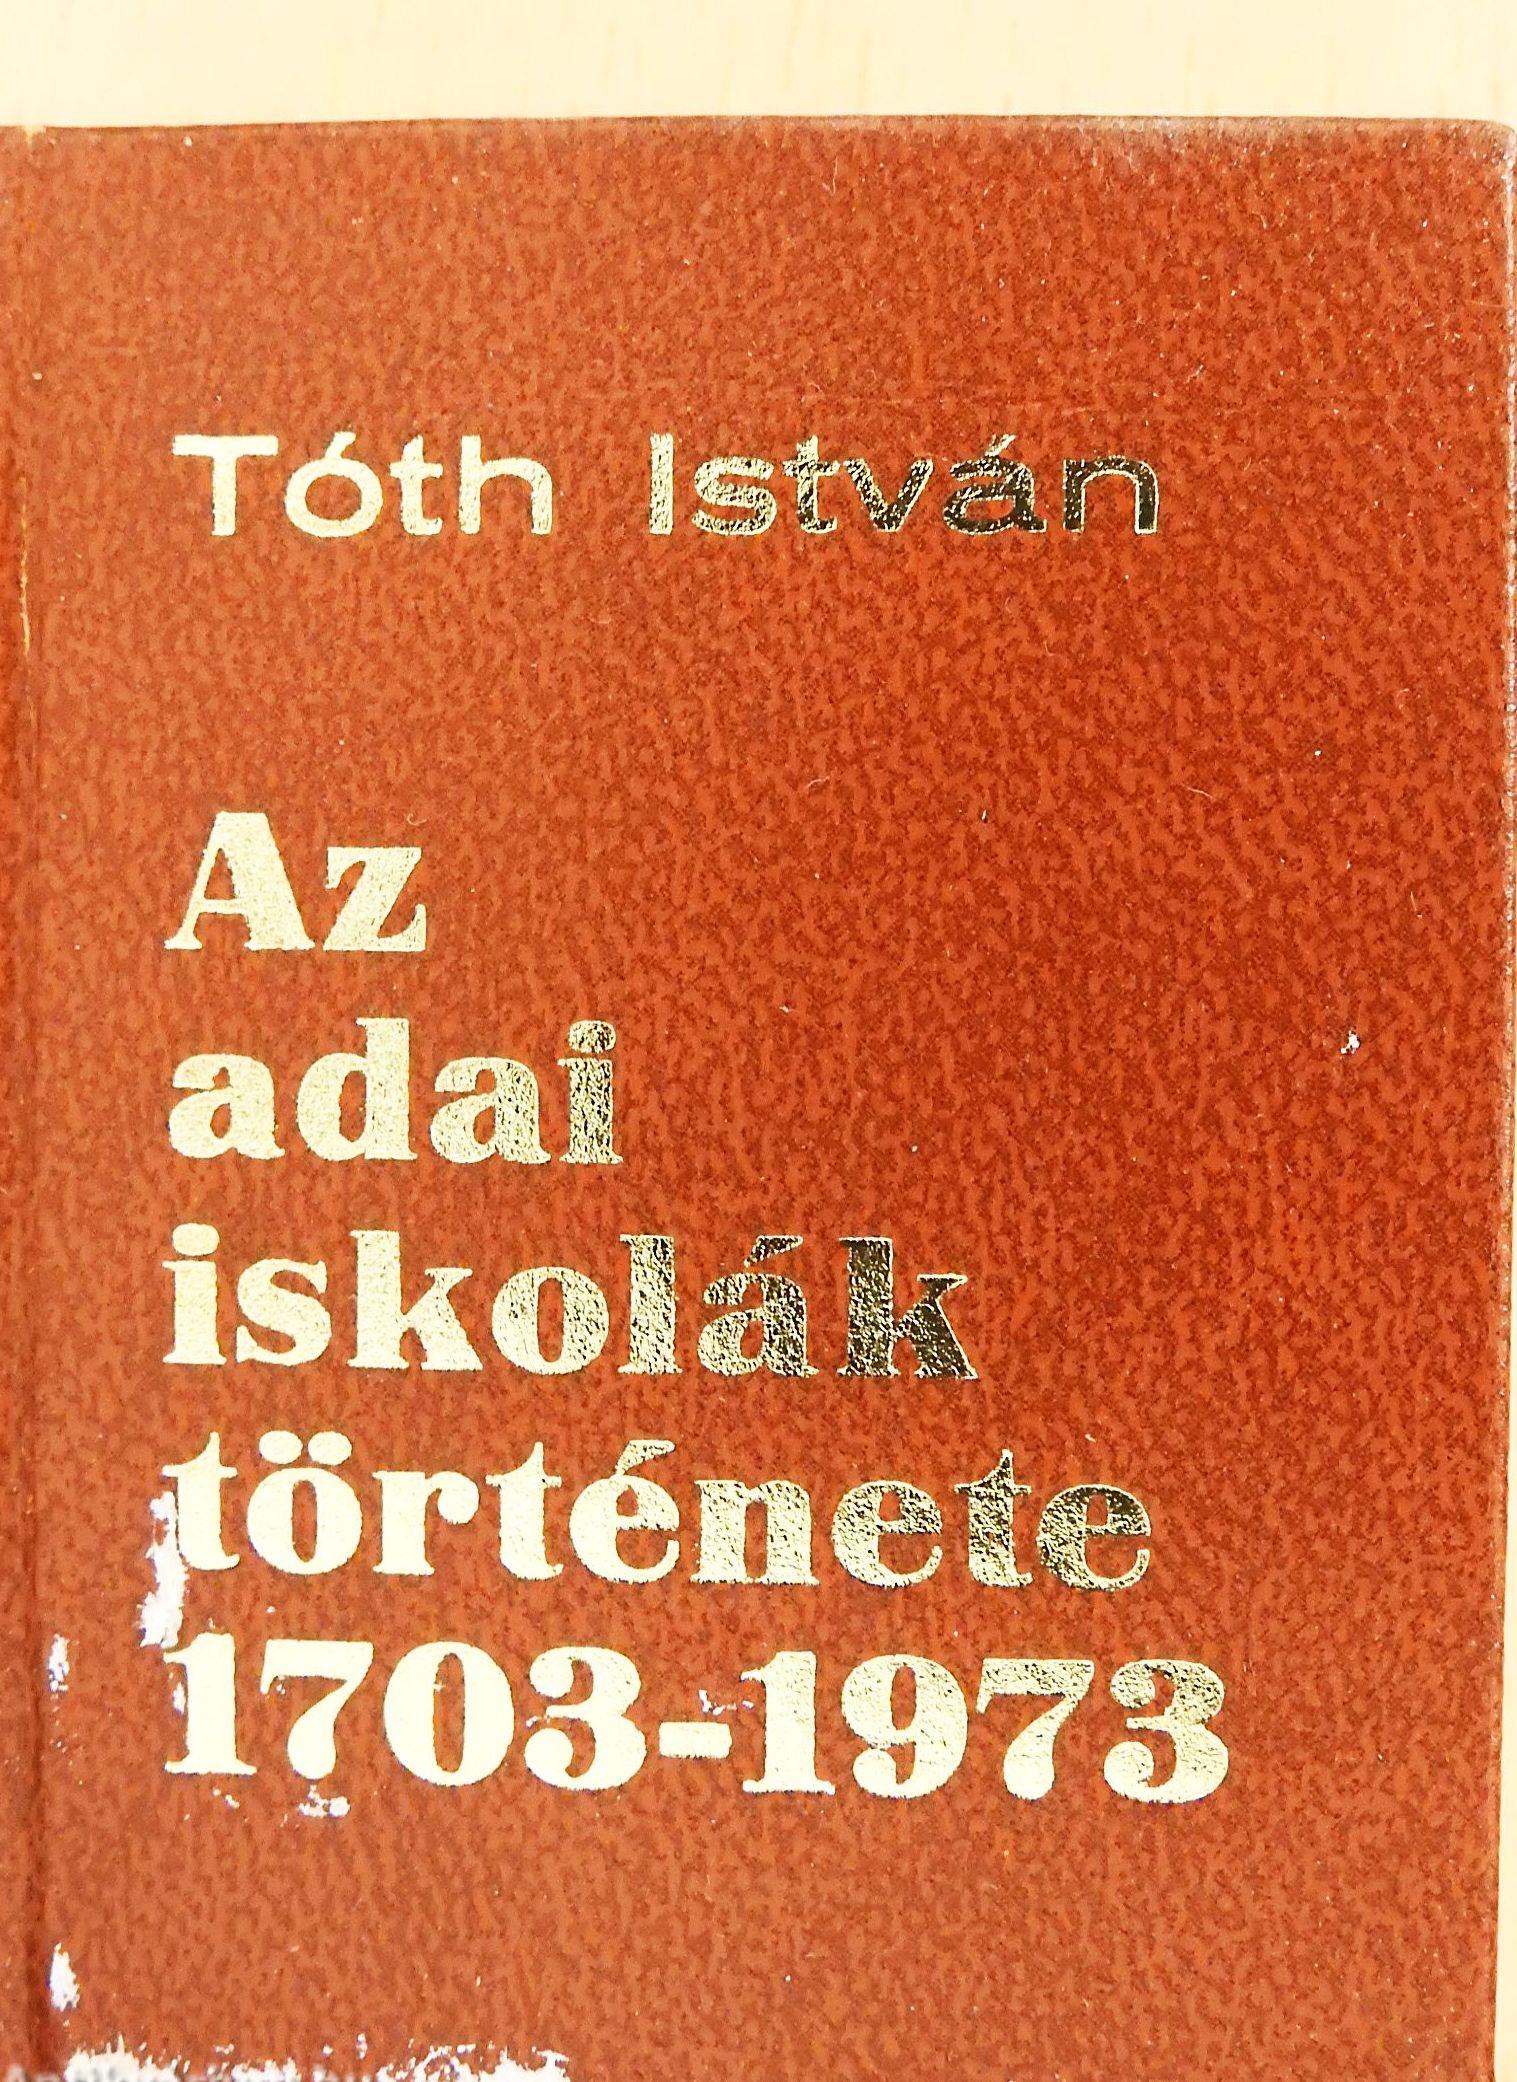 Tóth István
Az
adai
iskolák
története
1703-1973